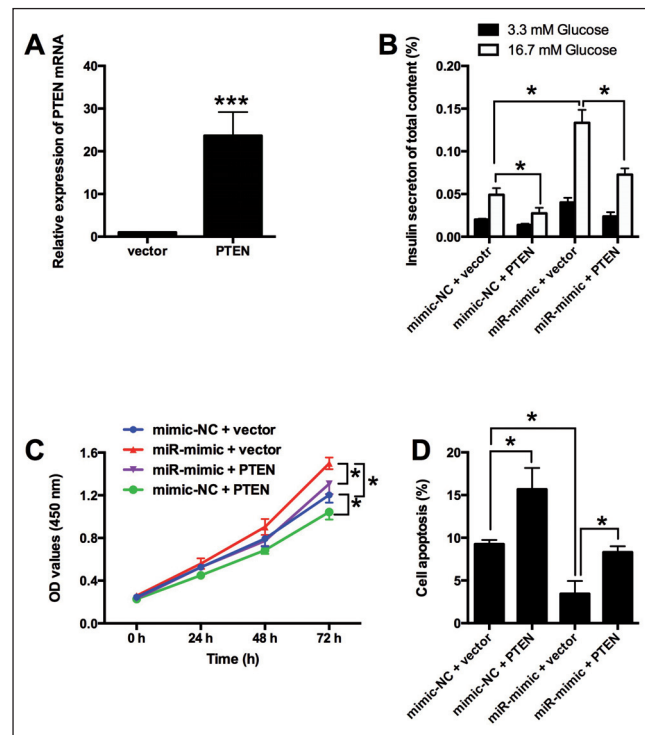 A
Relative expression of PTEN mRNA
40
30
20
10
0
***
vector
PTEN
B
3.3 mM Glucose
16.7 mM Glucose
Insulin secreton of total content (%)
0.20
0.15
0.10
0.05
0.00
*
*
*
mimic-NC + vecotr
mimic-NC + PTEN
miR-mimic + vector
miR-mimic + PTEN
C
mimic-NC + vector
miR-mimic + vector
miR-mimic + PTEN
mimic-NC + PTEN
OD values (450 nm)
1.6
1.2
0.8
0.4
0.0
*
*
*
0 h
24 h
48 h
72 h
Time (h)
D
Cell apoptosis (%)
20
15
10
5
0
*
*
*
mimic-NC + vector
mimic-NC + PTEN
miR-mimic + vector
miR-mimic + PTEN